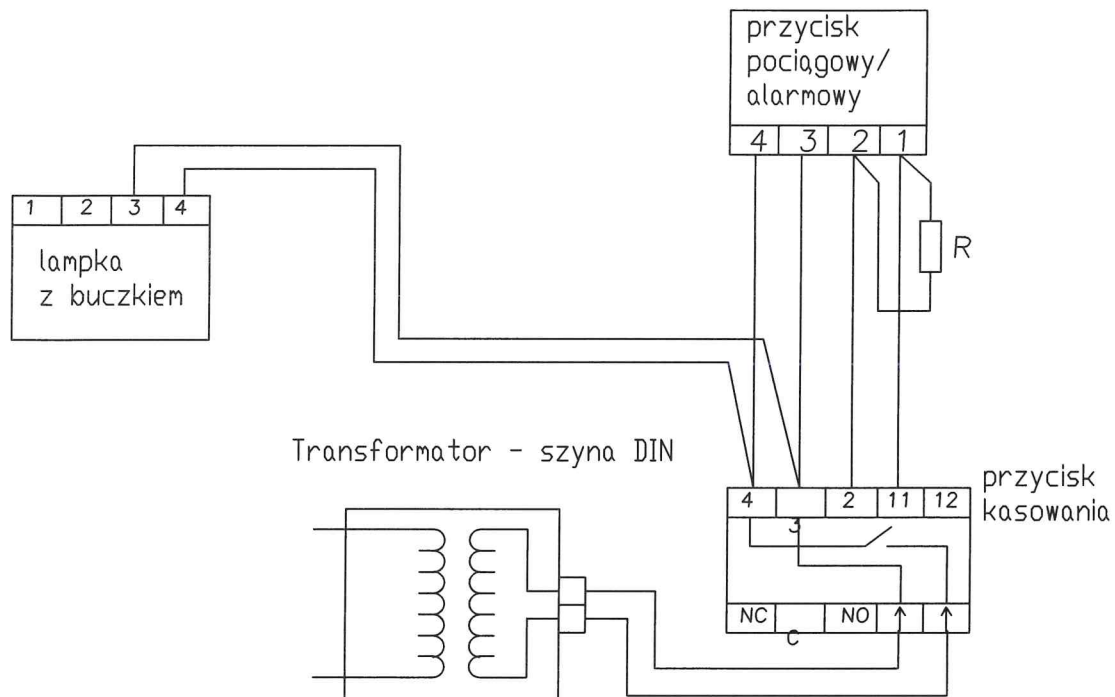 przycisk
pociągowy/
alarmowy
4 3 2 1
1 2 3 4
lampka
z buczkiem
R
Transformator - szyna DIN
przycisk
kasowania
4 3 2 11 12
NC C NO